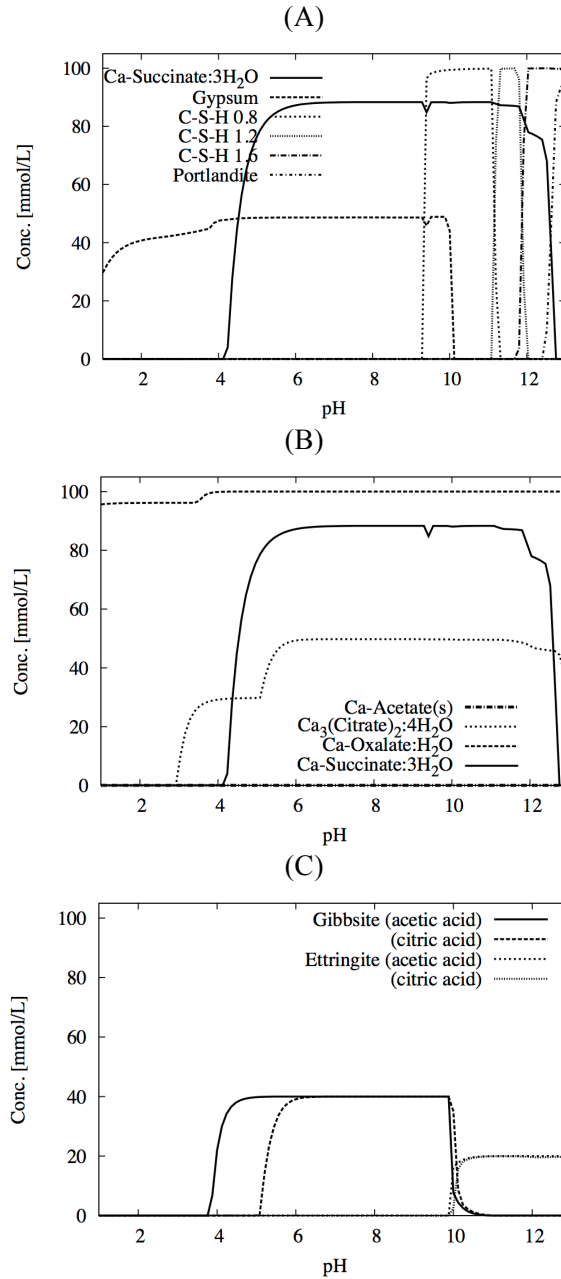 (A)
100
80
60
40
20
0
Conc. [mmol/L]
Ca-Succinate:3H2O
Gypsum
C-S-H 0.8
C-S-H 1.2
C-S-H 1.6
Portlandite
2 4 6 8 10 12
pH
(B)
100
80
60
40
20
0
Conc. [mmol/L]
Ca-Acetate(s)
Ca3(Citrate)2:4H2O
Ca-Oxalate:H2O
Ca-Succinate:3H2O
2 4 6 8 10 12
pH
(C)
100
80
60
40
20
0
Conc. [mmol/L]
Gibbsite (acetic acid)
(citric acid)
Ettringite (acetic acid)
(citric acid)
2 4 6 8 10 12
pH